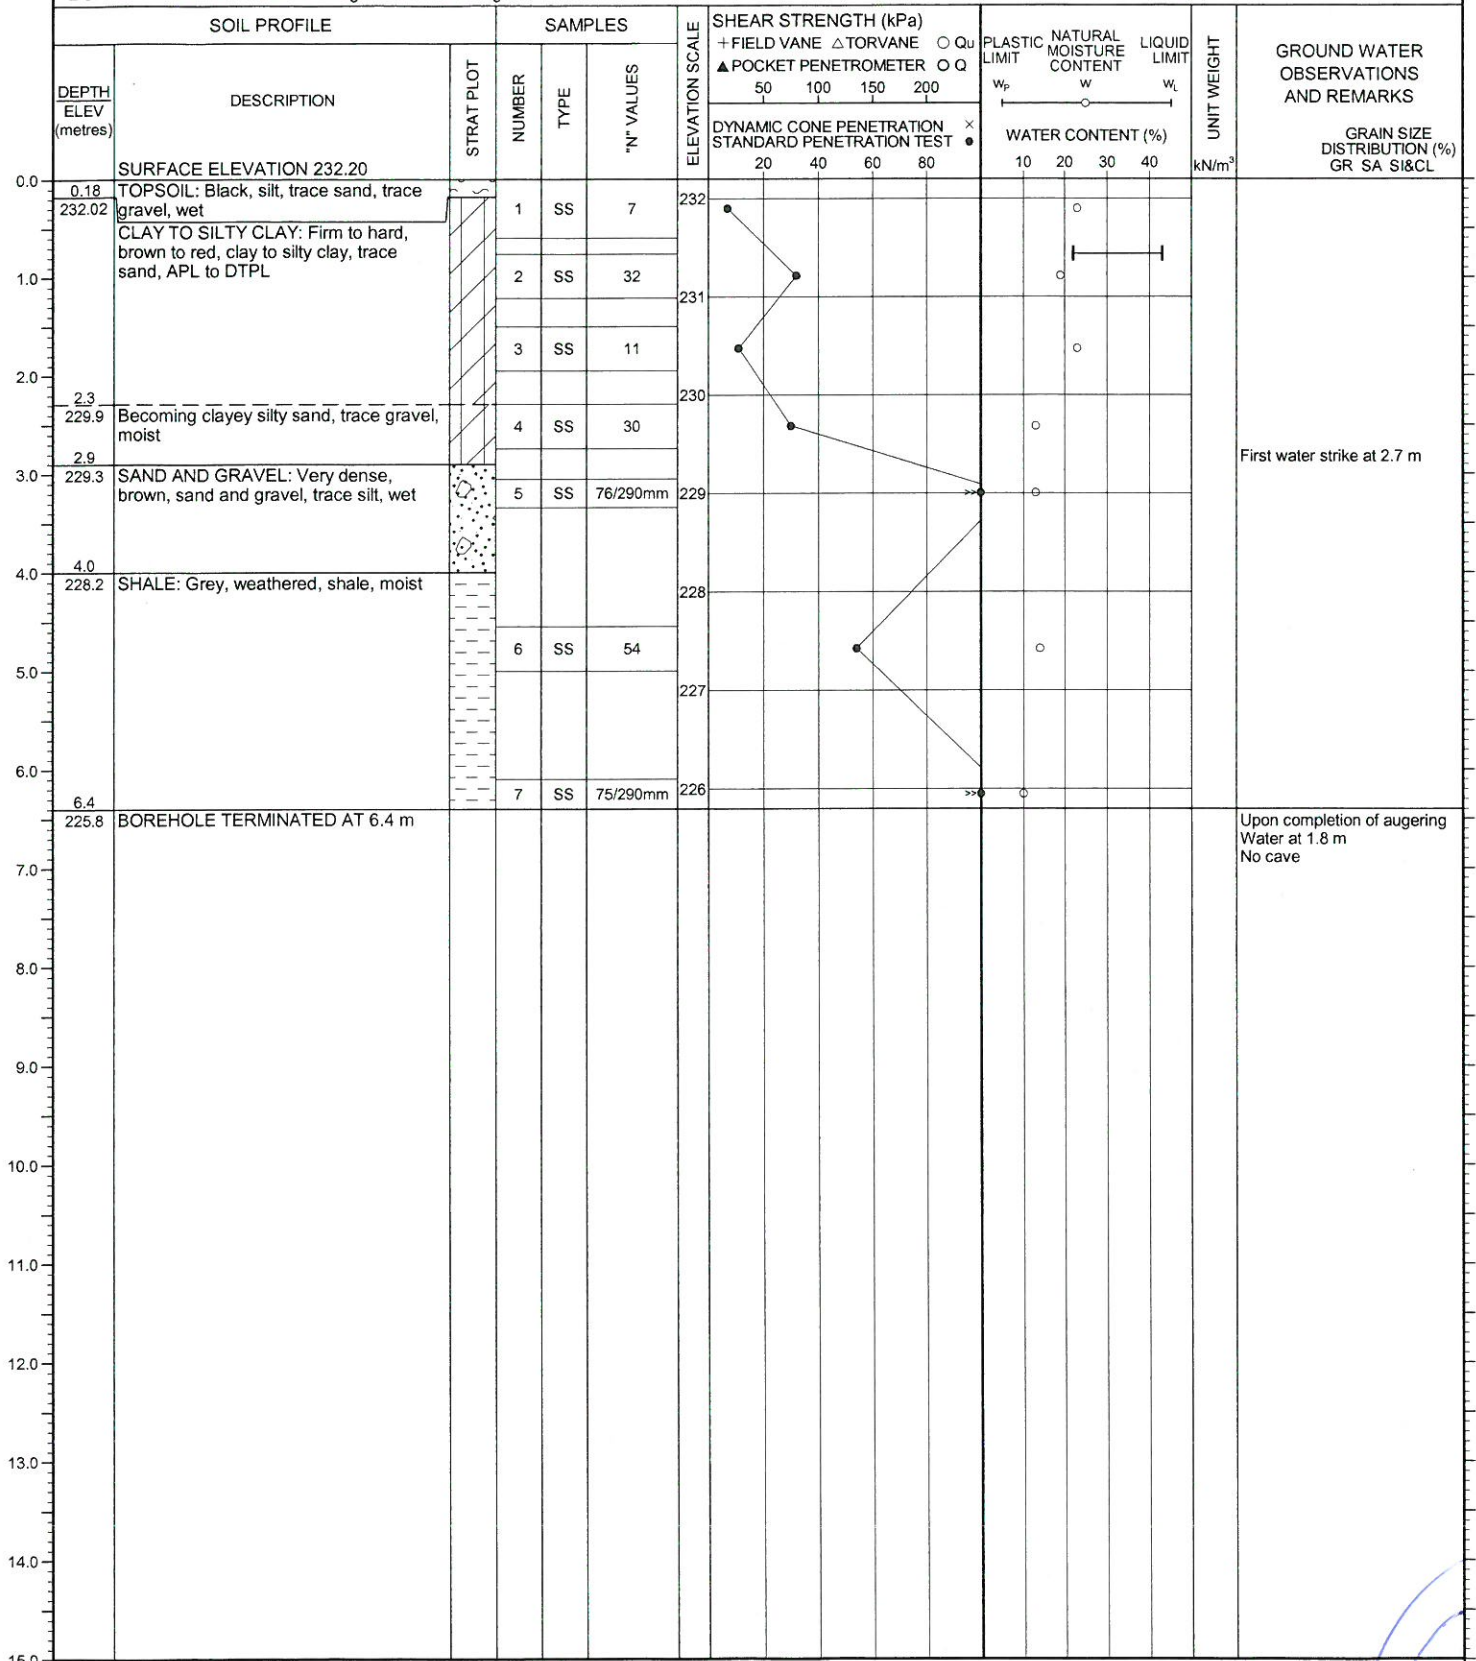 SOIL PROFILE
SAMPLES
ELEVATION SCALE
SHEAR STRENGTH (kPa)
+FIELD VANE △TORVANE ○ Qu
▲POCKET PENETROMETER ○ Q
50 100 150 200
DYNAMIC CONE PENETRATION ×
STANDARD PENETRATION TEST ●
20 40 60 80
PLASTIC LIMIT
NATURAL MOISTURE CONTENT
LIQUID LIMIT
WP W WL
WATER CONTENT (%)
10 20 30 40
UNIT WEIGHT
kN/m³
GROUND WATER
OBSERVATIONS
AND REMARKS
GRAIN SIZE
DISTRIBUTION (%)
GR SA SI&CL
DEPTH
ELEV
(metres)
DESCRIPTION
STRAT PLOT
NUMBER
TYPE
"N" VALUES
SURFACE ELEVATION 232.20
0.0
0.18 TOPSOIL: Black, silt, trace sand, trace
232.02 gravel, wet
1 SS 7
232
CLAY TO SILTY CLAY: Firm to hard,
brown to red, clay to silty clay, trace
sand, APL to DTPL
1.0
2 SS 32
231
3 SS 11
2.0
230
2.3
229.9 Becoming clayey silty sand, trace gravel,
moist
4 SS 30
First water strike at 2.7 m
2.9
3.0
229.3 SAND AND GRAVEL: Very dense,
brown, sand and gravel, trace silt, wet
5 SS 76/290mm
229
>>
4.0
4.0
228.2 SHALE: Grey, weathered, shale, moist
228
6 SS 54
5.0
227
6.0
7 SS 75/290mm
226
>>
6.4
225.8 BOREHOLE TERMINATED AT 6.4 m
Upon completion of augering
Water at 1.8 m
No cave
7.0
8.0
9.0
10.0
11.0
12.0
13.0
14.0
15.0